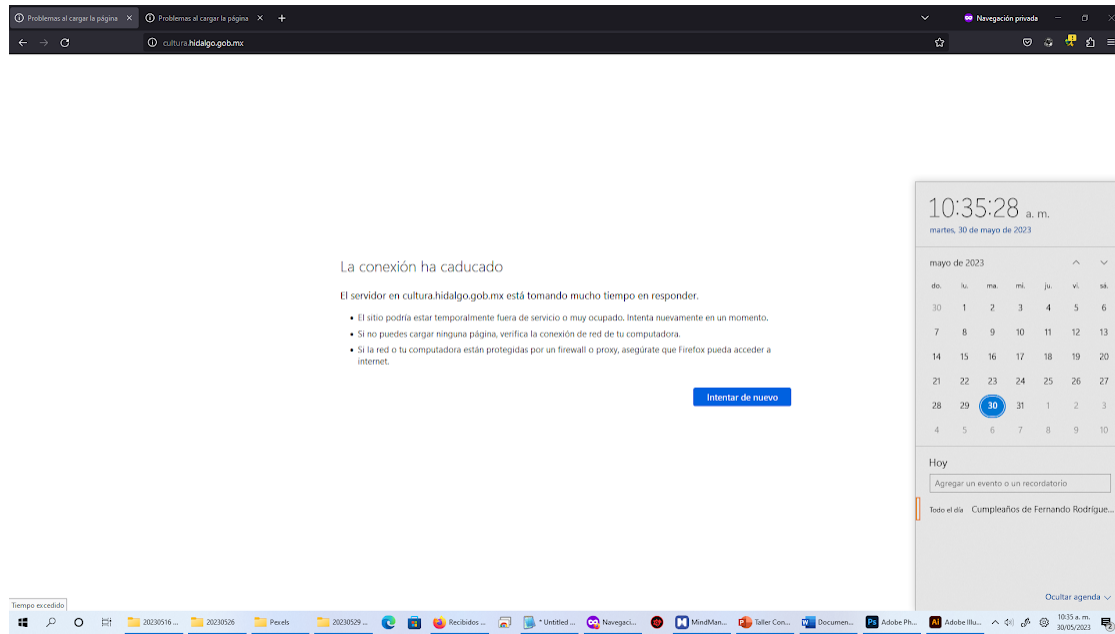 Problemas al cargar la página
Problemas al cargar la página
Navegación privada
cultura.hidalgo.gob.mx
La conexión ha caducado
El servidor en cultura.hidalgo.gob.mx está tomando mucho tiempo en responder.
• El sitio podría estar temporalmente fuera de servicio o muy ocupado. Intenta nuevamente en un momento.
• Si no puedes cargar ninguna página, verifica la conexión de red de tu computadora.
• Si la red o tu computadora están protegidas por un firewall o proxy, asegúrate que Firefox pueda acceder a
internet.
Intentar de nuevo
10:35:28 a. m.
martes, 30 de mayo de 2023
mayo de 2023
do. lu. ma. mi. ju. vi. sá.
30 1 2 3 4 5 6
7 8 9 10 11 12 13
14 15 16 17 18 19 20
21 22 23 24 25 26 27
28 29 30 31 1 2 3
4 5 6 7 8 9 10
Hoy
Agregar un evento o un recordatorio
Todo el día Cumpleaños de Fernando Rodrígue...
Ocultar agenda
Tiempo excedido
20230516 ... 20230526 Pexels 20230529 ... Recibidos ... * Untitled ... Navegaci... MindMan... Taller Con... Documen... Adobe Ph... Adobe Illu...
10:35 a. m.
30/05/2023